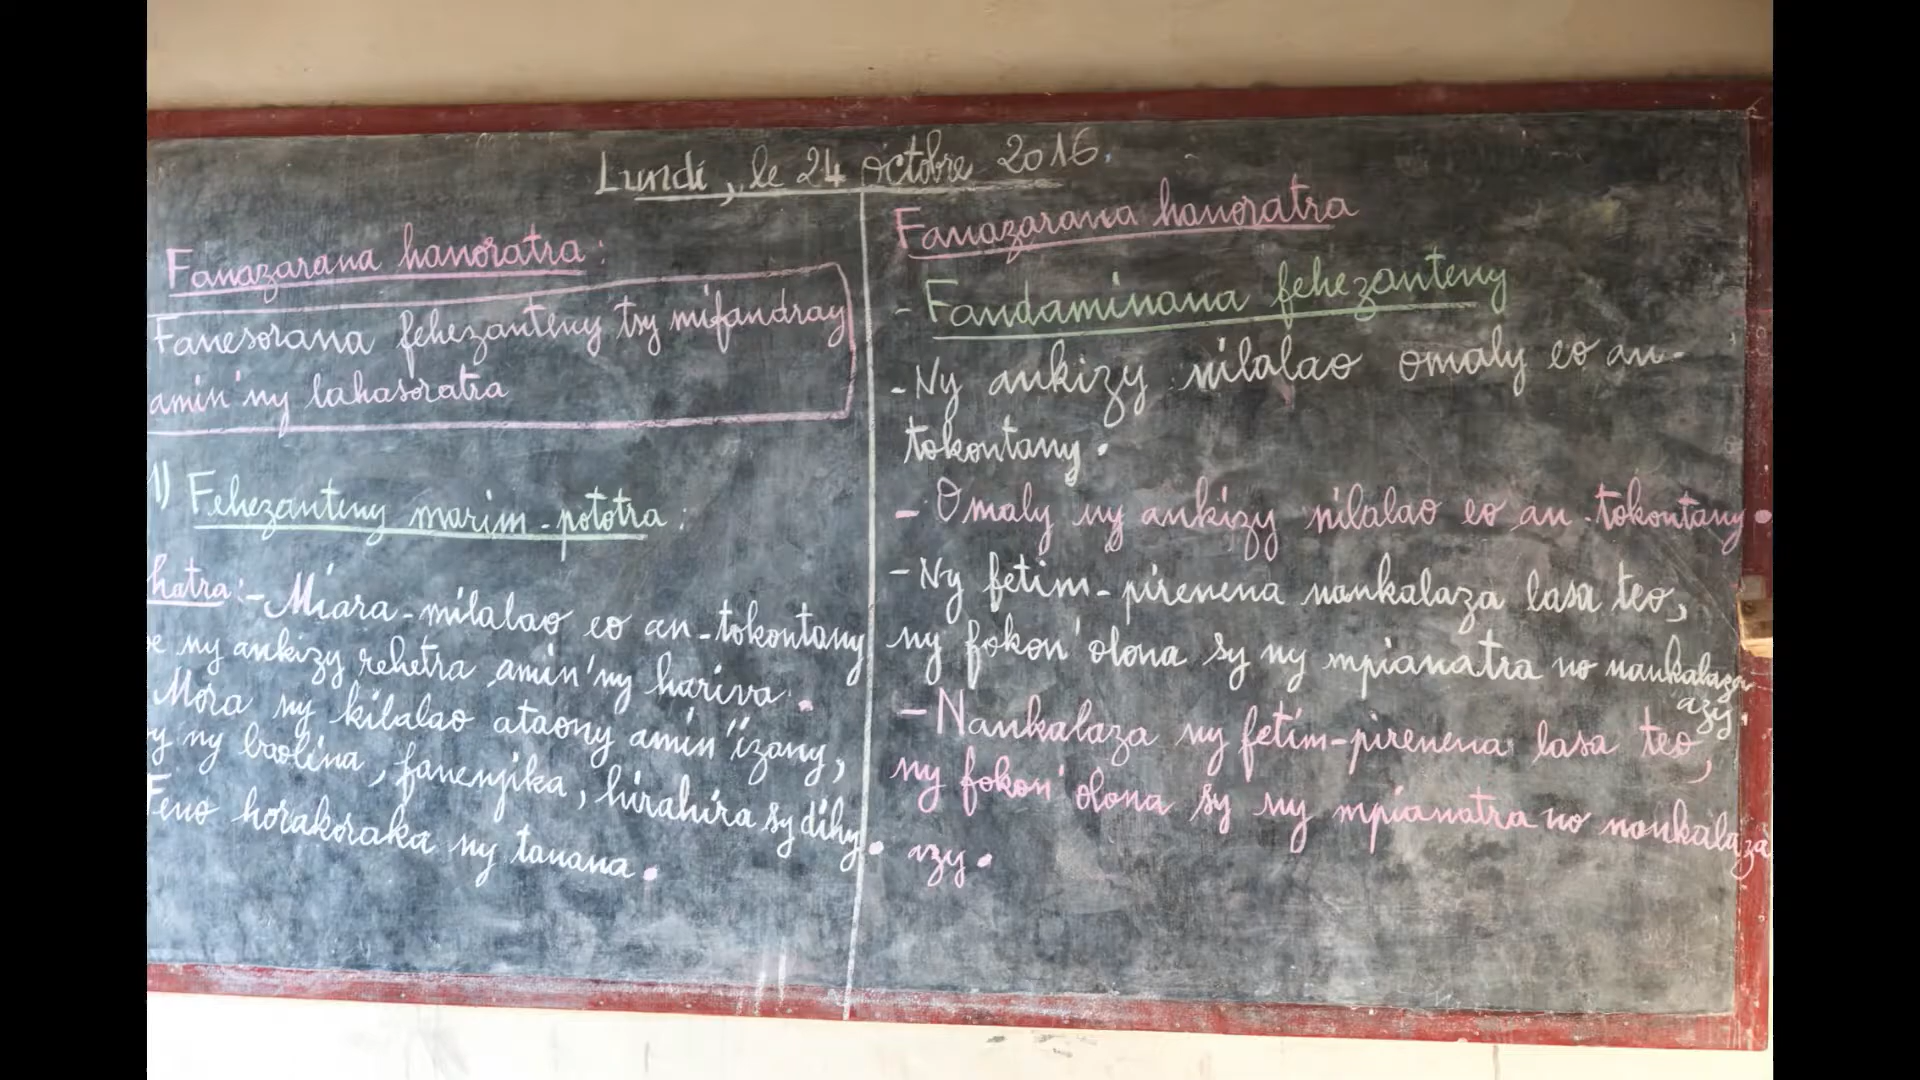 Lundi, le 24 octobre 2016.
Fanazarana hanoratra :
Fanesorana fehezanteny tsy mifandray
amin'ny lahasoratra
1) Fehezanteny marim-pototra :
hatra : - Miara-milalao eo an-tokontany
be ny ankizy rehetra amin'ny hariva.
Mora ny kilalao ataony amin'izany,
y ny baolina, fanenjika, hirahira sy dihy.
Feno horakoraka ny tanana.
Fanazarana hanoratra
- Fandaminana fehezanteny
- Ny ankizy nilalao omaly eo an-
tokontany.
- Omaly ny ankizy nilalao eo an-tokontany.
- Ny fetim-pirenena nankalaza lasa teo,
ny fokon'olona sy ny mpianatra no nankalaza
azy.
- Nankalaza ny fetim-pirenena lasa teo,
ny fokon'olona sy ny mpianatra no nankalaza
azy.